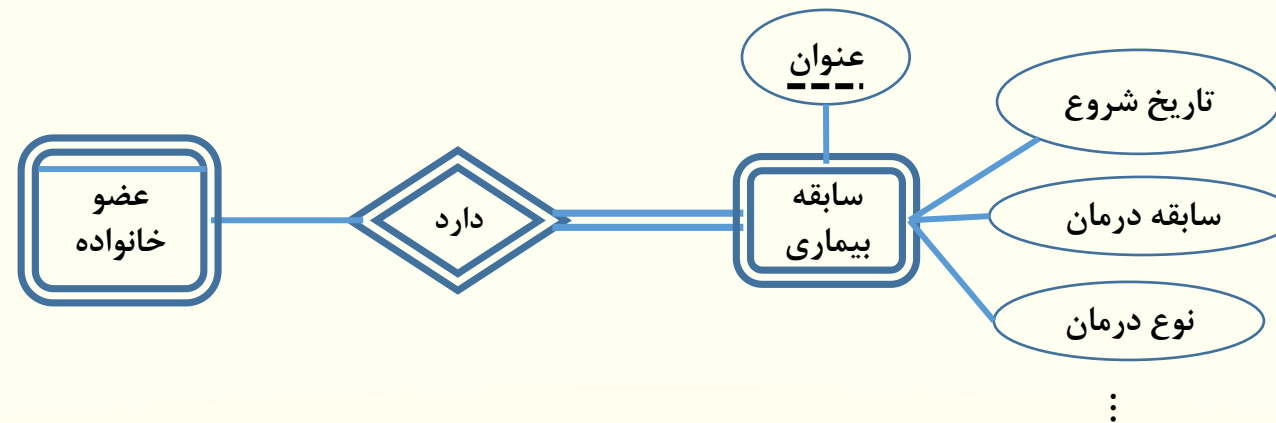 عنوان
تاریخ شروع
عضو
خانواده
دارد
سابقه
بیماری
سابقه درمان
نوع درمان
⋮